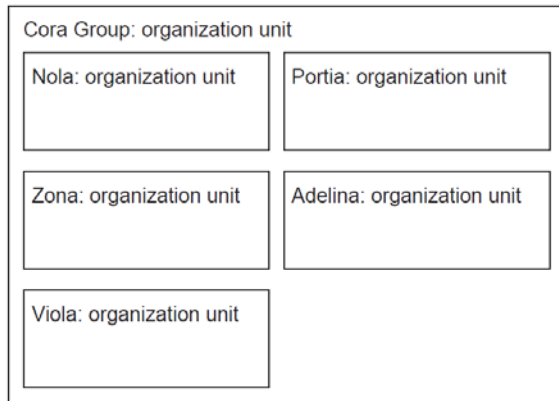 Cora Group: organization unit
Nola: organization unit
Portia: organization unit
Zona: organization unit
Adelina: organization unit
Viola: organization unit